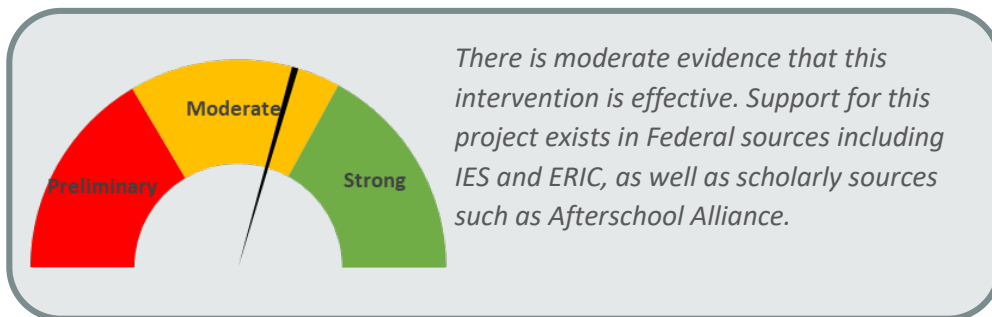 Preliminary
Moderate
Strong
There is moderate evidence that this
intervention is effective. Support for this
project exists in Federal sources including
IES and ERIC, as well as scholarly sources
such as Afterschool Alliance.